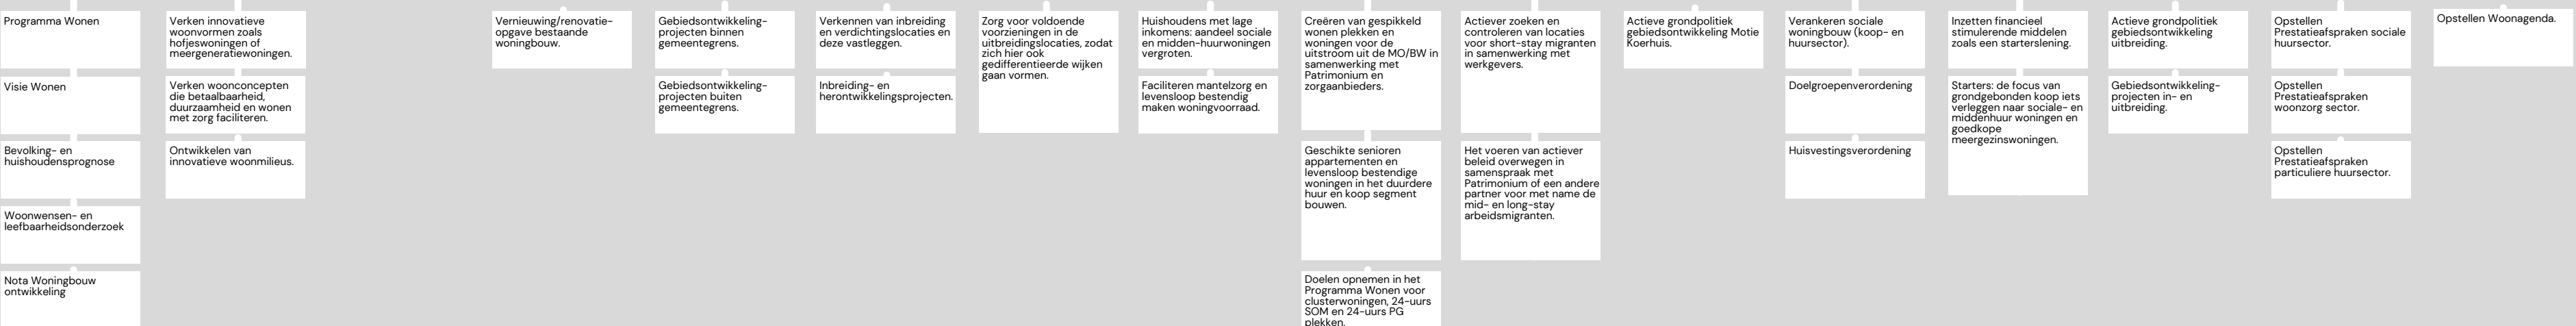 Programma Wonen
Visie Wonen
Bevolking- en
huishoudensprognose
Woonwensen- en
leefbaarheidsonderzoek
Nota Woningbouw
ontwikkeling
Verken innovatieve
woonvormen zoals
hofjeswoningen of
meergeneratiewoningen.
Verken woonconcepten
die betaalbaarheid,
duurzaamheid en wonen
met zorg faciliteren.
Ontwikkelen van
innovatieve woonmilieus.
Vernieuwing/renovatie-
opgave bestaande
woningbouw.
Gebiedsontwikkeling-
projecten binnen
gemeentegrens.
Gebiedsontwikkeling-
projecten buiten
gemeentegrens.
Verkennen van inbreiding
en verdichtingslocaties en
deze vastleggen.
Inbreiding- en
herontwikkelingsprojecten.
Zorg voor voldoende
voorzieningen in de
uitbreidingslocaties, zodat
zich hier ook
gedifferentieerde wijken
gaan vormen.
Huishoudens met lage
inkomens: aandeel sociale
en midden-huurwoningen
vergroten.
Faciliteren mantelzorg en
levensloop bestendig
maken woningvoorraad.
Creëren van gespikkeld
wonen plekken en
woningen voor de
uitstroom uit de MO/BW in
samenwerking met
Patrimonium en
zorgaanbieders.
Geschikte senioren
appartementen en
levensloop bestendige
woningen in het duurdere
huur en koop segment
bouwen.
Doelen opnemen in het
Programma Wonen voor
clusterwoningen, 24-uurs
SOM en 24-uurs PG
plekken.
Actiever zoeken en
controleren van locaties
voor short-stay migranten
in samenwerking met
werkgevers.
Het voeren van actiever
beleid overwegen in
samenspraak met
Patrimonium of een andere
partner voor met name de
mid- en long-stay
arbeidsmigranten.
Actieve grondpolitiek
gebiedsontwikkeling Motie
Koerhuis.
Verankeren sociale
woningbouw (koop- en
huursector).
Doelgroepenverordening
Huisvestingsverordening
Inzetten financieel
stimulerende middelen
zoals een starterslening.
Starters: de focus van
grondgebonden koop iets
verleggen naar sociale- en
middenhuur woningen en
goedkope
meergezinswoningen.
Actieve grondpolitiek
gebiedsontwikkeling
uitbreiding.
Gebiedsontwikkeling-
projecten in- en
uitbreiding.
Opstellen
Prestatieafspraken sociale
huursector.
Opstellen
Prestatieafspraken
woonzorg sector.
Opstellen
Prestatieafspraken
particuliere huursector.
Opstellen Woonagenda.